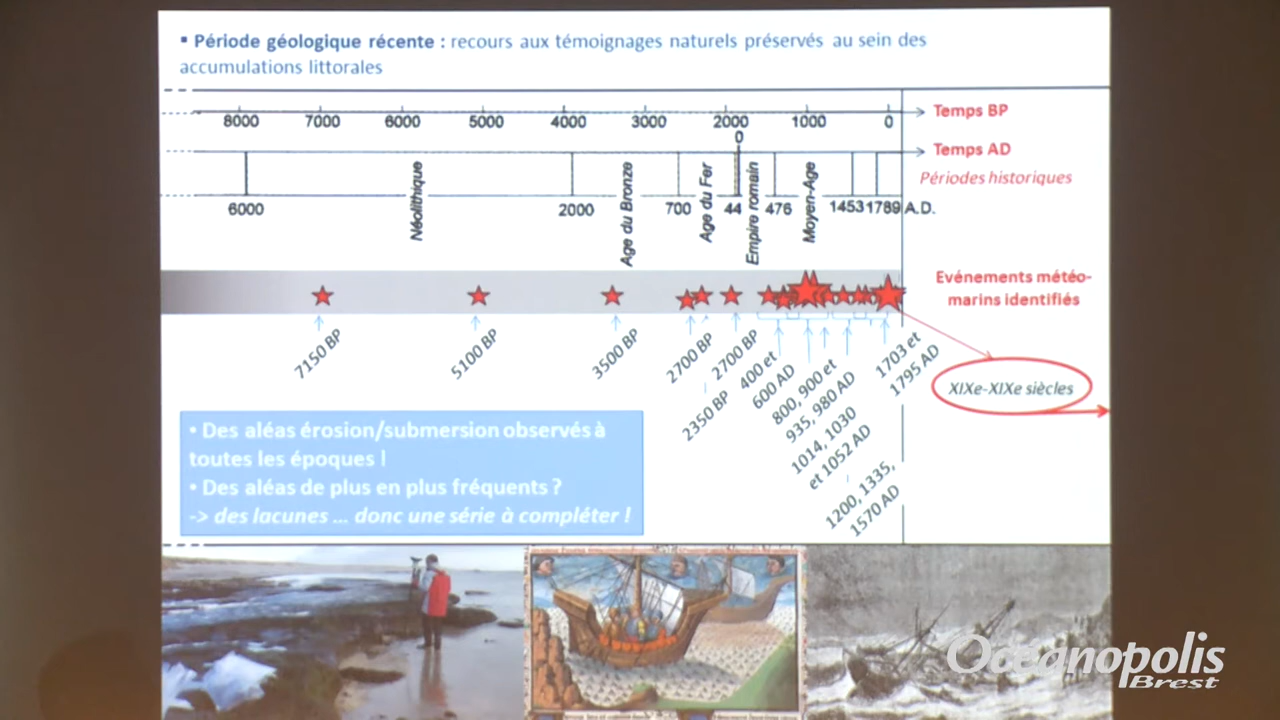 ▪ Période géologique récente : recours aux témoignages naturels préservés au sein des
accumulations littorales
8000 7000 6000 5000 4000 3000 2000 1000 0
Temps BP
0
Temps AD
Périodes historiques
Néolithique
Age du Bronze
Age du Fer
Empire romain
Moyen-Age
6000 2000 700 44 476 1453 1789 A.D.
Evénements météo-
marins identifiés
7150 BP
5100 BP
3500 BP
2700 BP
2350 BP
2700 BP
400 et
600 AD
800, 900 et
935, 980 AD
1014, 1030
et 1052 AD
1200, 1335,
1570 AD
1703 et
1795 AD
XIXe-XIXe siècles
• Des aléas érosion/submersion observés à
toutes les époques !
• Des aléas de plus en plus fréquents ?
-> des lacunes ... donc une série à compléter !
Oceanopolis
Brest